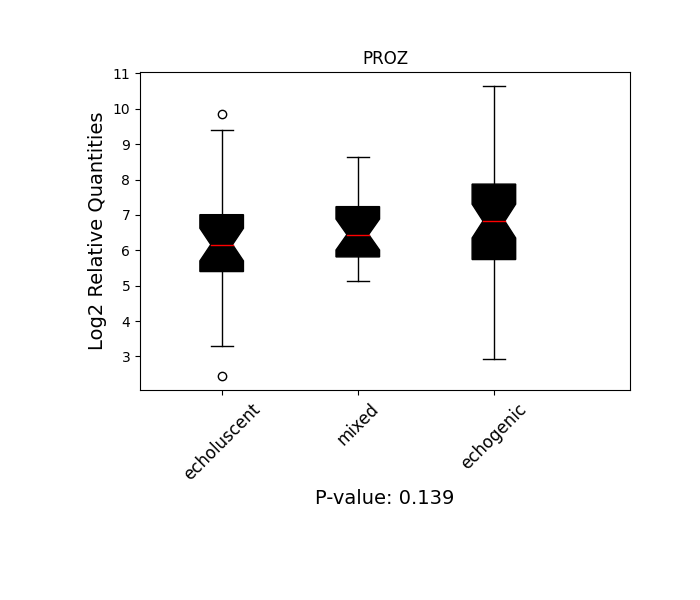 PROZ
Log2 Relative Quantities
11
10
9
8
7
6
5
4
3
echoluscent
mixed
echogenic
P-value: 0.139